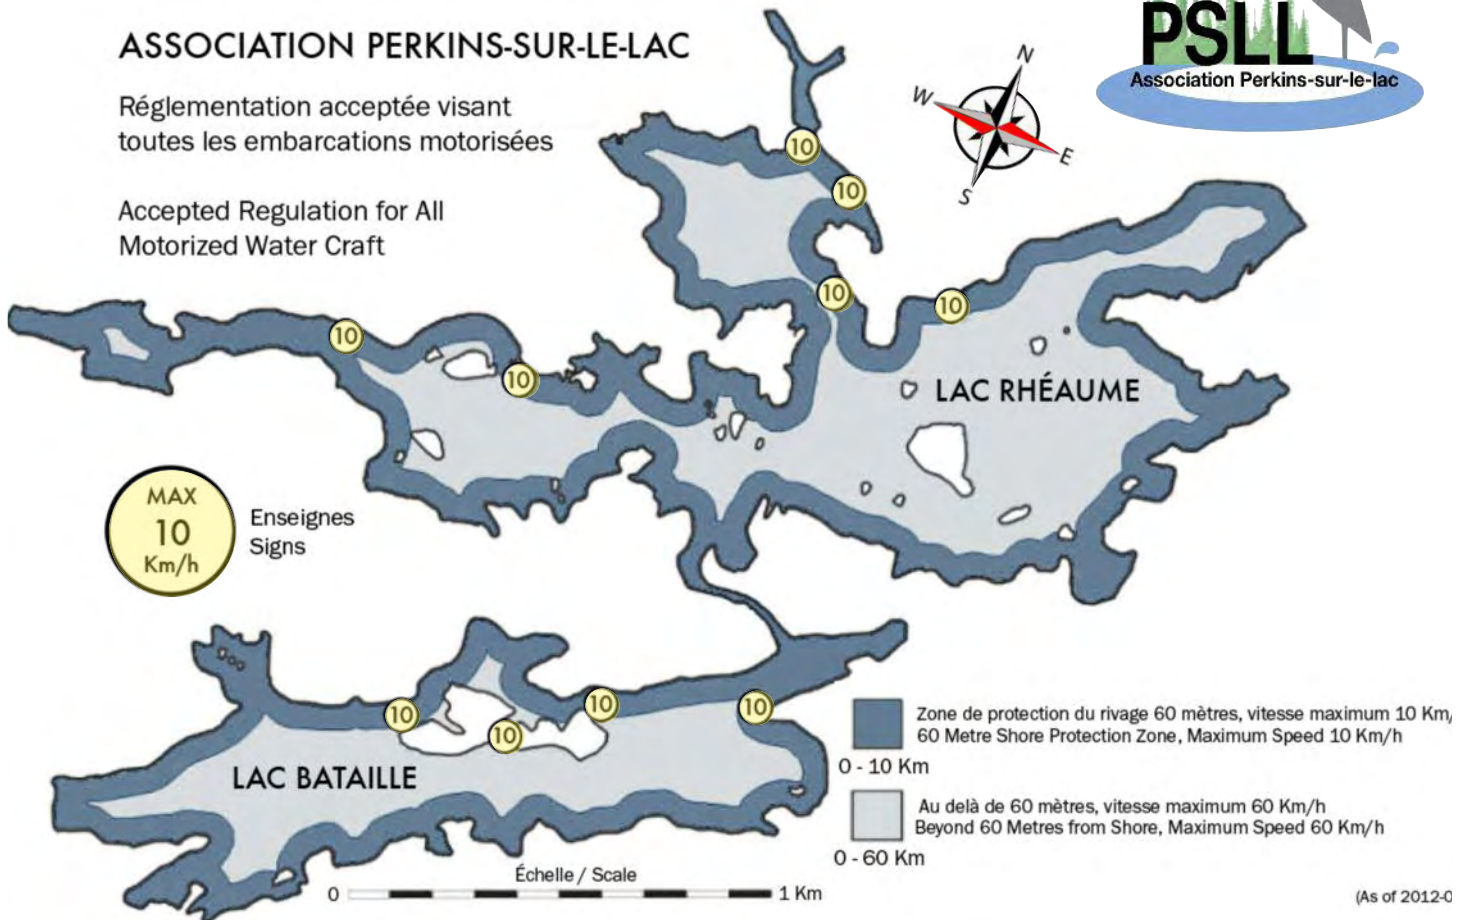 ASSOCIATION PERKINS-SUR-LE-LAC
Réglementation acceptée visant
toutes les embarcations motorisées
Accepted Regulation for All
Motorized Water Craft
PSLL
Association Perkins-sur-le-lac
N
W
E
S
10
10
10
10
10
10
LAC RHÉAUME
MAX
10
Km/h
Enseignes
Signs
10
10
10
10
LAC BATAILLE
Zone de protection du rivage 60 mètres, vitesse maximum 10 Km/
60 Metre Shore Protection Zone, Maximum Speed 10 Km/h
0 - 10 Km
Au delà de 60 mètres, vitesse maximum 60 Km/h
Beyond 60 Metres from Shore, Maximum Speed 60 Km/h
0 - 60 Km
Échelle / Scale
0
1 Km
(As of 2012-0